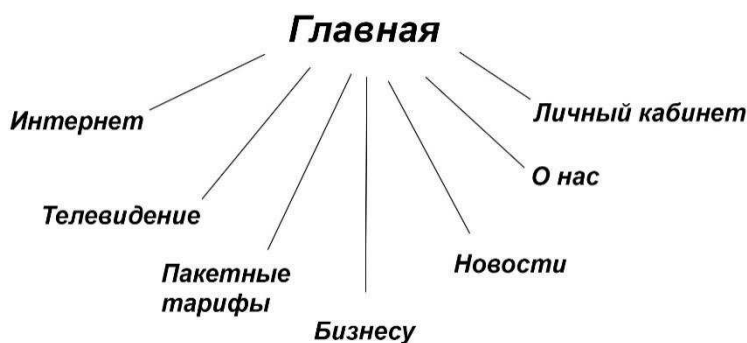 Главная
Интернет
Личный кабинет
О нас
Телевидение
Новости
Пакетные
тарифы
Бизнесу